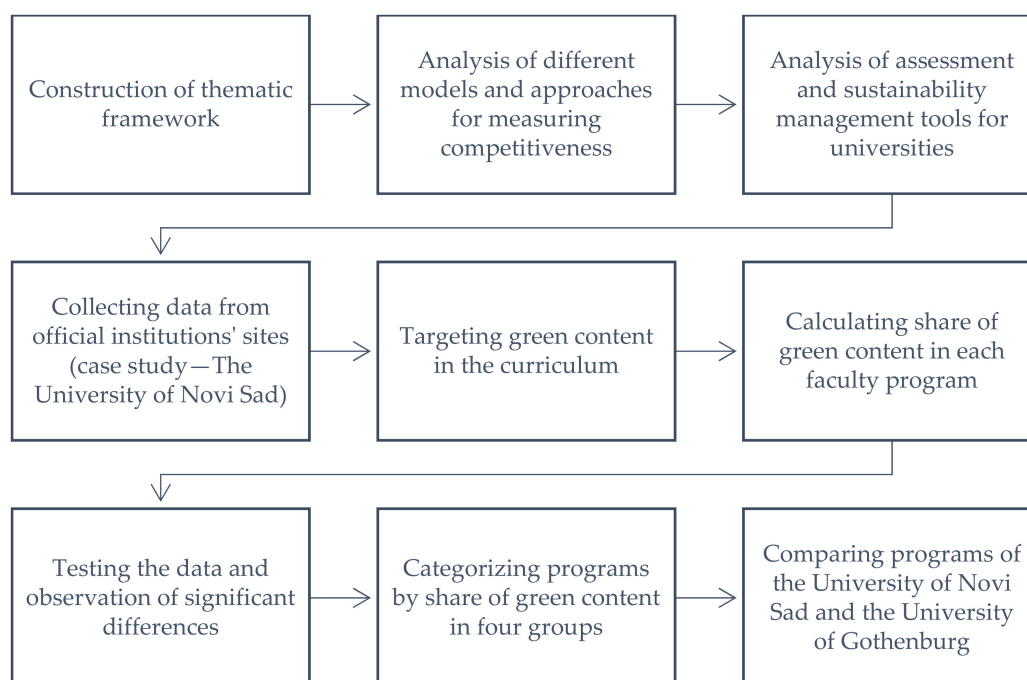 Construction of thematic
framework
Analysis of different
models and approaches
for measuring
competitiveness
Analysis of assessment
and sustainability
management tools for
universities
Collecting data from
official institutions' sites
(case study—The
University of Novi Sad)
Targeting green content
in the curriculum
Calculating share of
green content in each
faculty program
Testing the data and
observation of significant
differences
Categorizing programs
by share of green content
in four groups
Comparing programs of
the University of Novi
Sad and the University
of Gothenburg